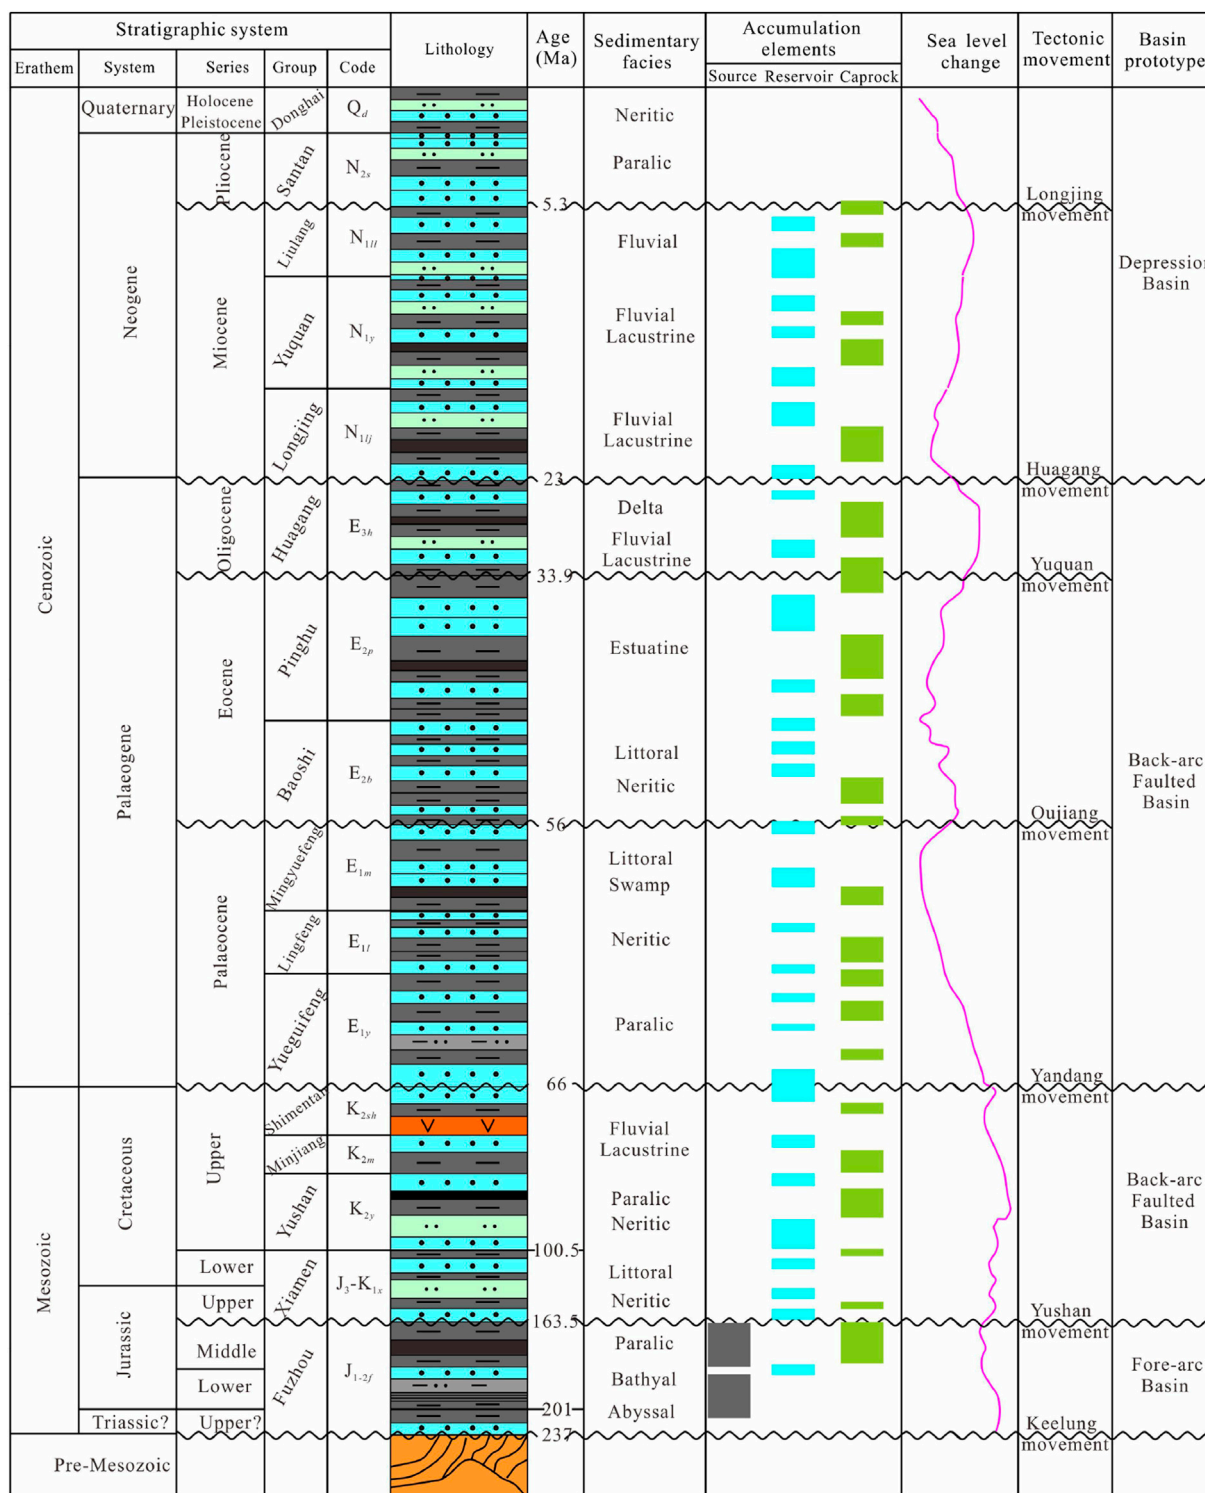 Stratigraphic system
Lithology
Age
(Ma)
Sedimentary
facies
Accumulation
elements
Sea level
change
Tectonic
movement
Basin
prototype
Erathem
System
Series
Group
Code
Source
Reservoir
Caprock
Quaternary
Holocene
Pleistocene
Donghai
Qd
Neritic
Pliocene
Santan
N2s
Paralic
5.3
Longjing
movement
Neogene
Miocene
Liulang
N1ll
Fluvial
Depression
Basin
Yuquan
N1y
Fluvial
Lacustrine
Longjing
N1lj
Fluvial
Lacustrine
23
Huagang
movement
Cenozoic
Palaeogene
Oligocene
Huagang
E3h
Delta
Fluvial
Lacustrine
33.9
Yuquan
movement
Eocene
Pinghu
E2p
Estuatine
Baoshi
E2b
Littoral
Neritic
Back-arc
Faulted
Basin
56
Oujiang
movement
Palaeocene
Mingyuefeng
E1m
Littoral
Swamp
Lingfeng
E1l
Neritic
Yueguifeng
E1y
Paralic
66
Yandang
movement
Mesozoic
Cretaceous
Upper
Shimentan
K2sh
Fluvial
Lacustrine
Minjiang
K2m
Yushan
K2y
Paralic
Neritic
Back-arc
Faulted
Basin
100.5
Lower
Xiamen
J3-K1x
Littoral
Neritic
Jurassic
Upper
163.5
Yushan
movement
Middle
Fuzhou
J1-2f
Paralic
Bathyal
Abyssal
Fore-arc
Basin
Lower
201
Triassic?
Upper?
237
Keelung
movement
Pre-Mesozoic